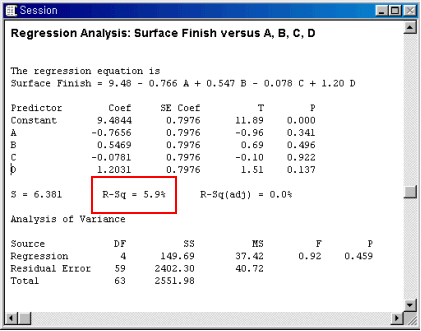 Session
Regression Analysis: Surface Finish versus A, B, C, D
The regression equation is
Surface Finish = 9.48 - 0.766 A + 0.547 B - 0.078 C + 1.20 D
Predictor Coef SE Coef T P
Constant 9.4844 0.7976 11.89 0.000
A -0.7656 0.7976 -0.96 0.341
B 0.5469 0.7976 0.69 0.496
C -0.0781 0.7976 -0.10 0.922
D 1.2031 0.7976 1.51 0.137
S = 6.381 R-Sq = 5.9% R-Sq(adj) = 0.0%
Analysis of Variance
Source DF SS MS F P
Regression 4 149.69 37.42 0.92 0.459
Residual Error 59 2402.30 40.72
Total 63 2551.98